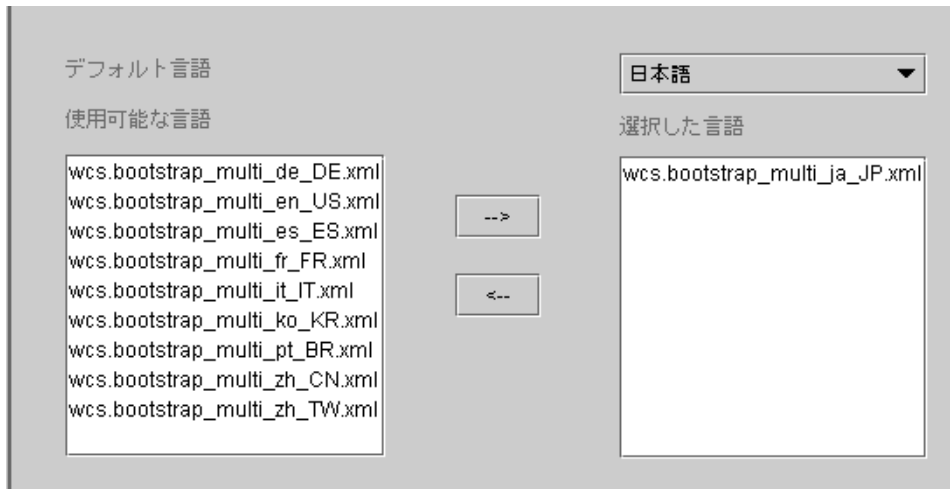 デフォルト言語
日本語
使用可能な言語
選択した言語
wcs.bootstrap_multi_de_DE.xml
wcs.bootstrap_multi_en_US.xml
wcs.bootstrap_multi_es_ES.xml
wcs.bootstrap_multi_fr_FR.xml
wcs.bootstrap_multi_it_IT.xml
wcs.bootstrap_multi_ko_KR.xml
wcs.bootstrap_multi_pt_BR.xml
wcs.bootstrap_multi_zh_CN.xml
wcs.bootstrap_multi_zh_TW.xml
-->
<--
wcs.bootstrap_multi_ja_JP.xml